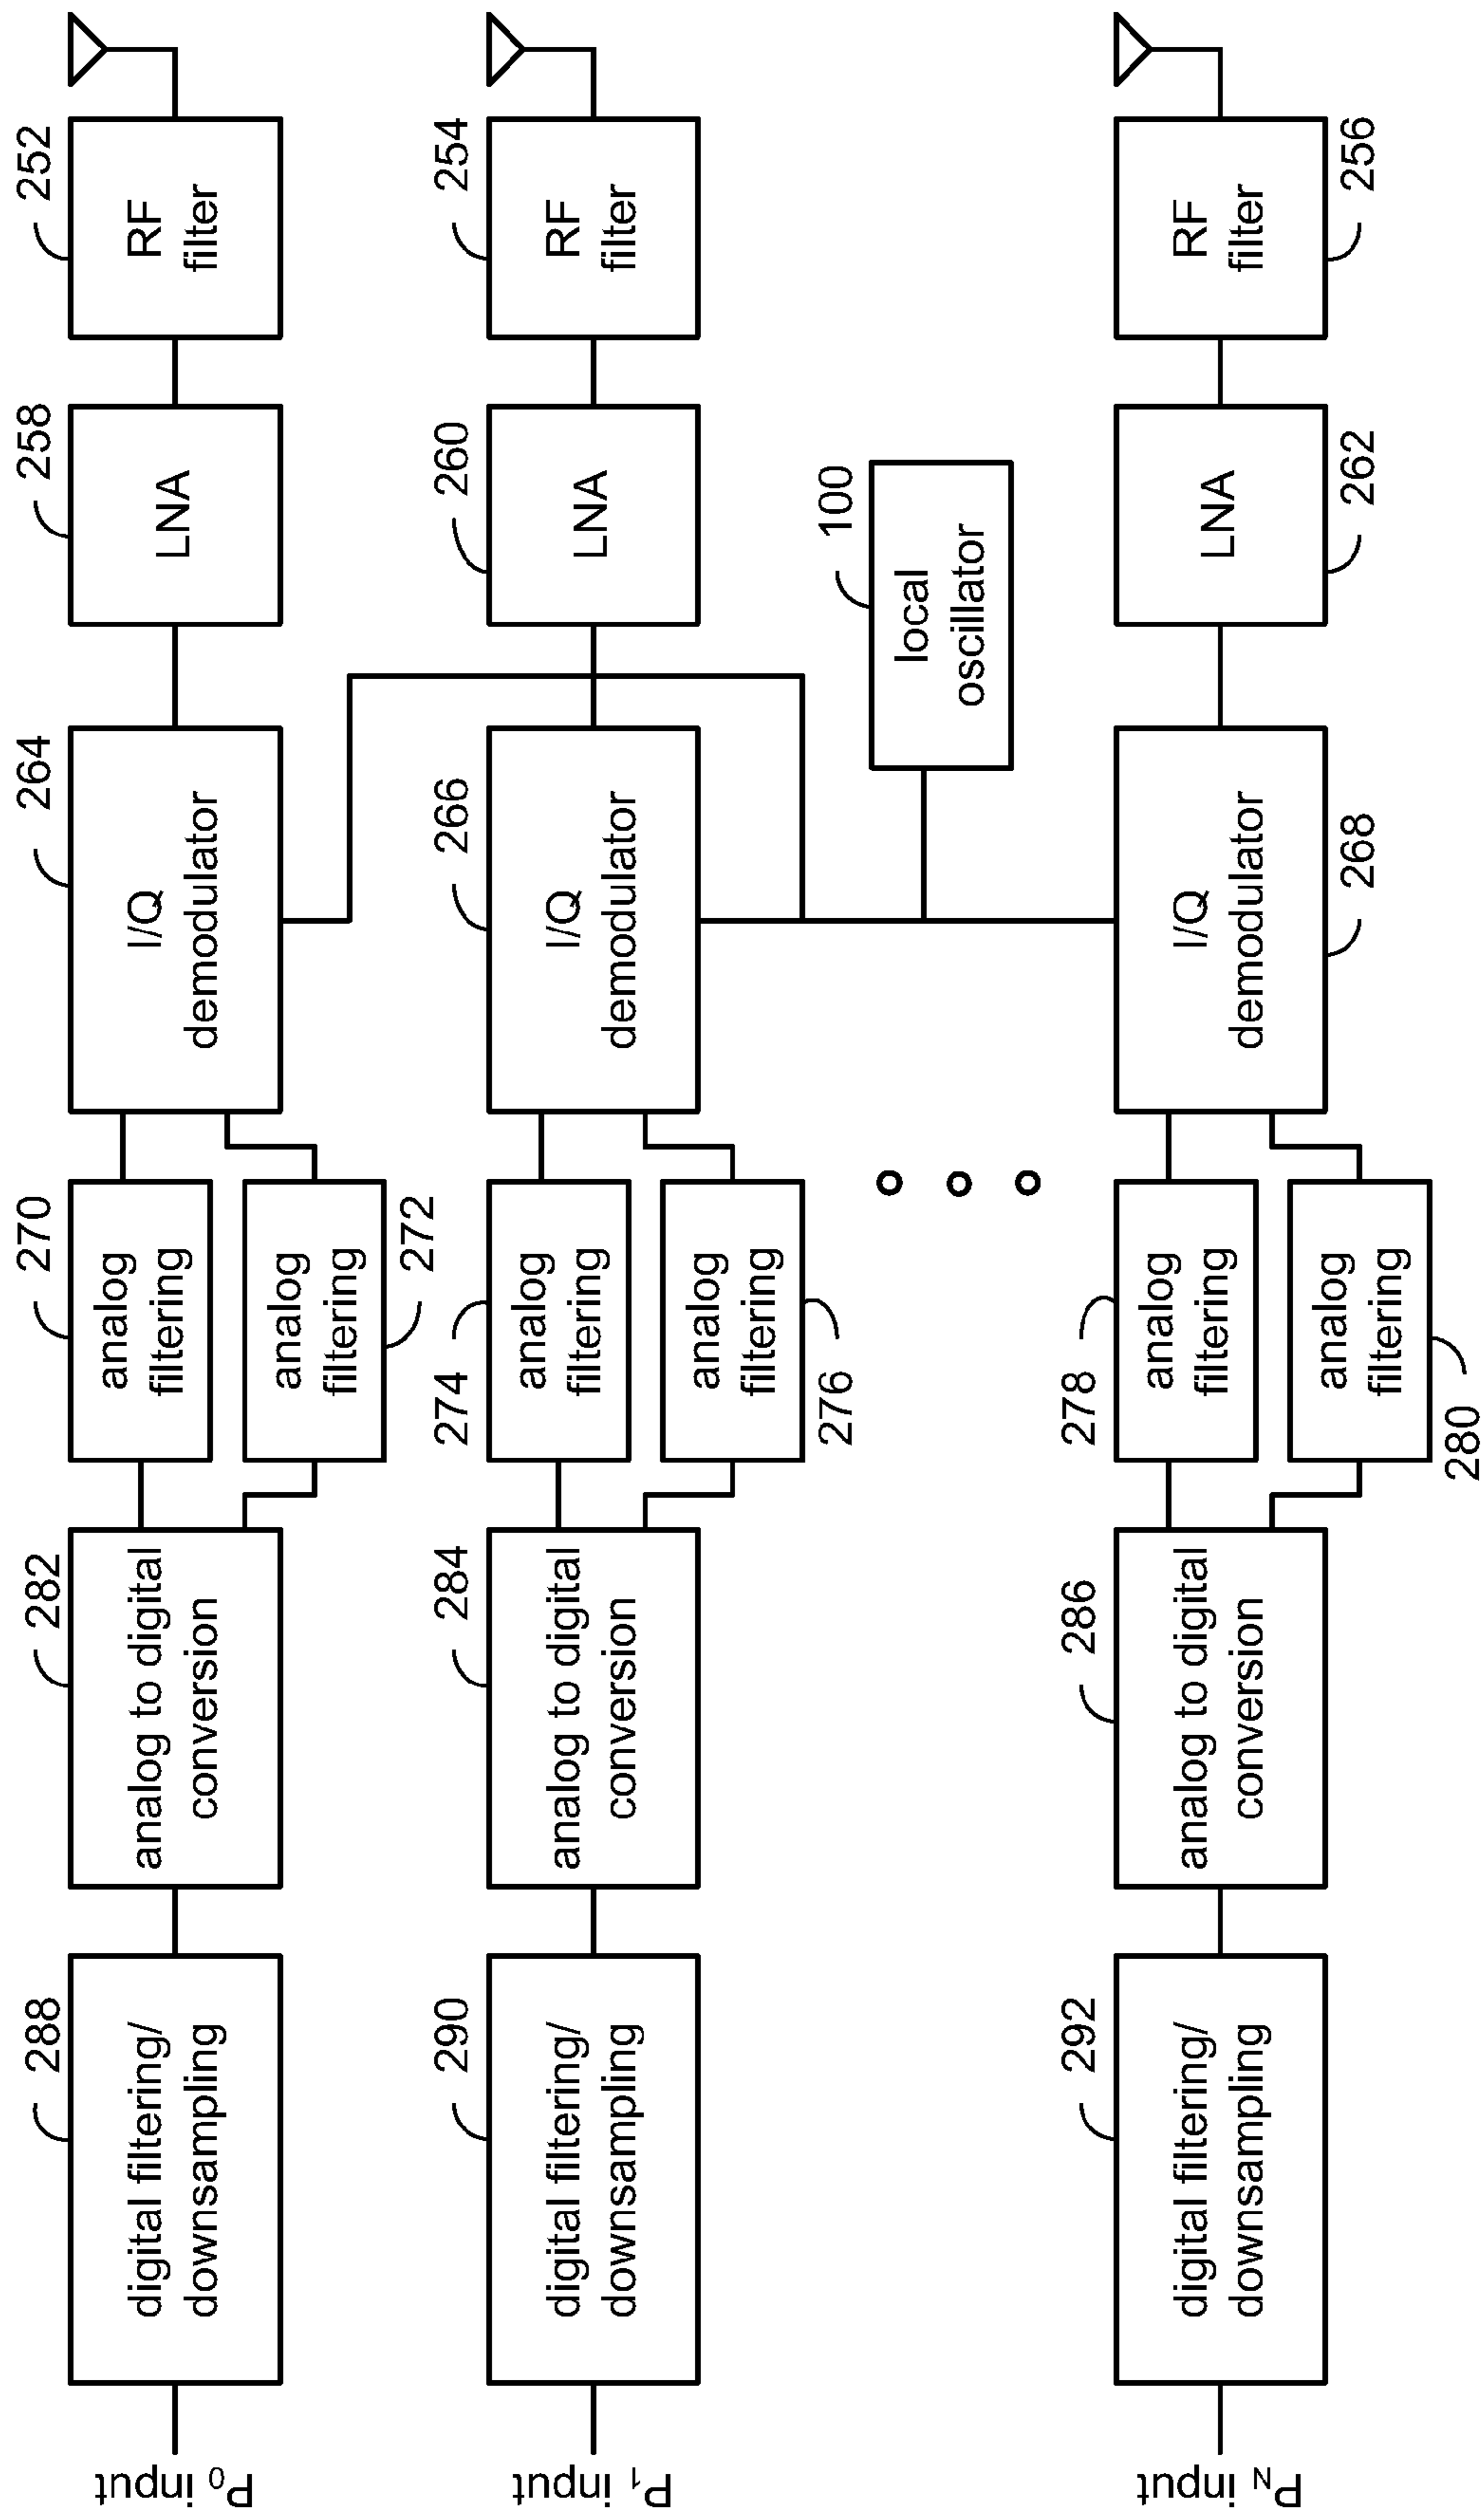 252
RF
filter
258
LNA
264
I/Q
demodulator
270
analog
filtering
272
analog
filtering
282
analog to digital
conversion
288
digital filtering/
downsampling
P0 input
254
RF
filter
260
LNA
266
I/Q
demodulator
274
analog
filtering
276
analog
filtering
284
analog to digital
conversion
290
digital filtering/
downsampling
P1 input
100
local
oscillator
256
RF
filter
262
LNA
268
I/Q
demodulator
278
analog
filtering
280
analog
filtering
286
analog to digital
conversion
292
digital filtering/
downsampling
PN input